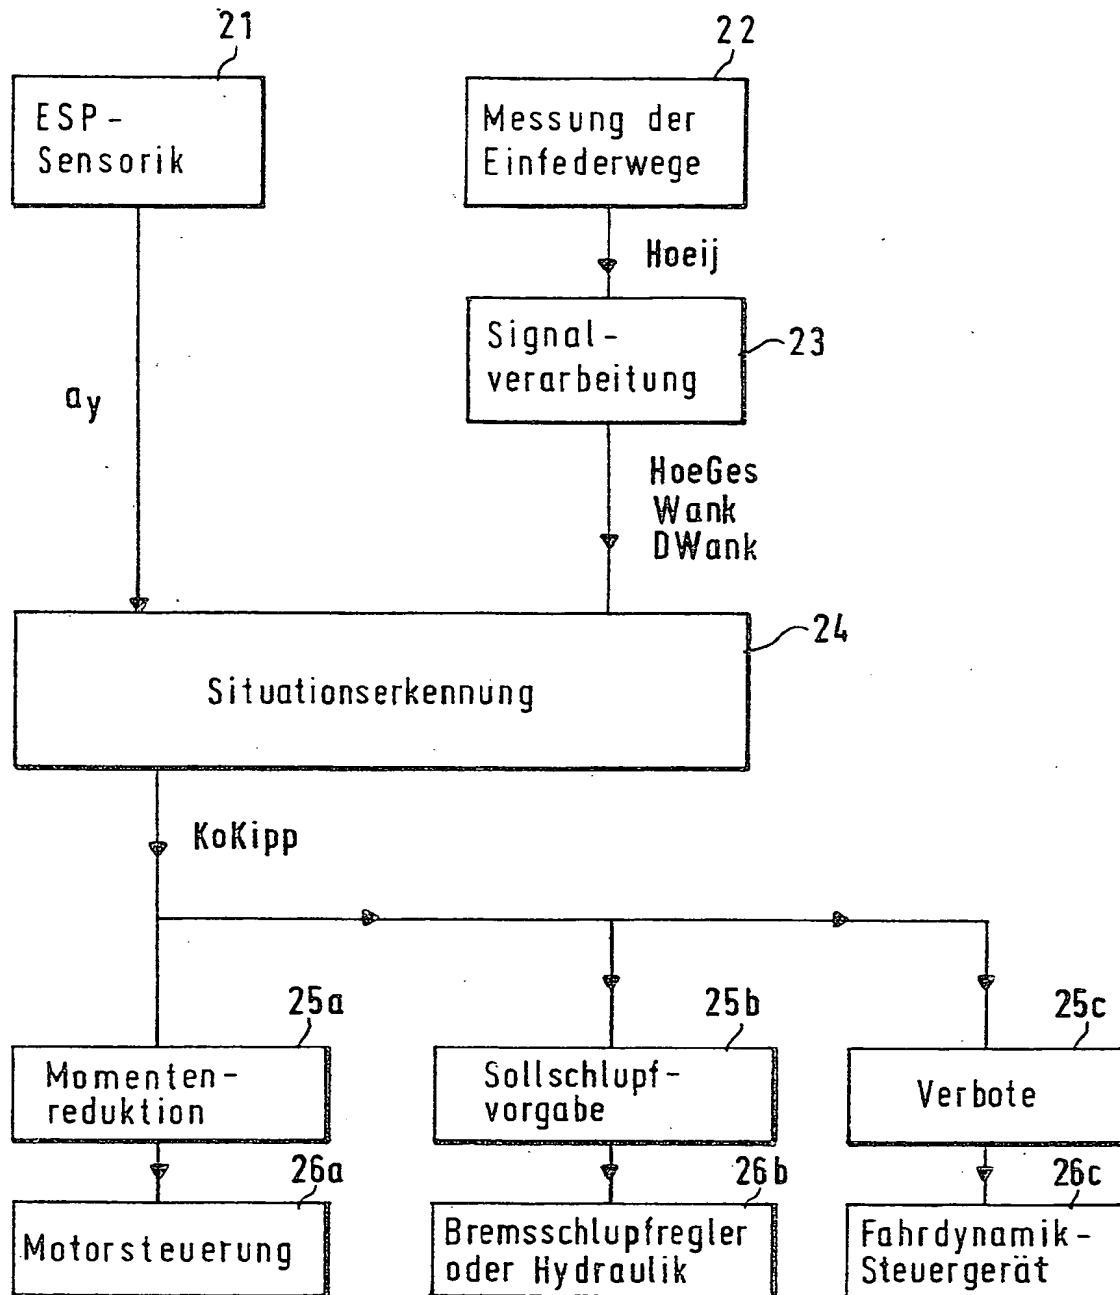 21
22
ESP-
Sensorik
Messung der
Einfederwege
Hoeij
Signal-
verarbeitung
23
ay
HoeGes
Wank
DWank
24
Situationserkennung
KoKipp
25a
25b
25c
Momenten-
reduktion
Sollschlupf-
vorgabe
Verbote
26a
26b
26c
Motorsteuerung
Bremsschlupfregler
oder Hydraulik
Fahrdynamik-
Steuergerät